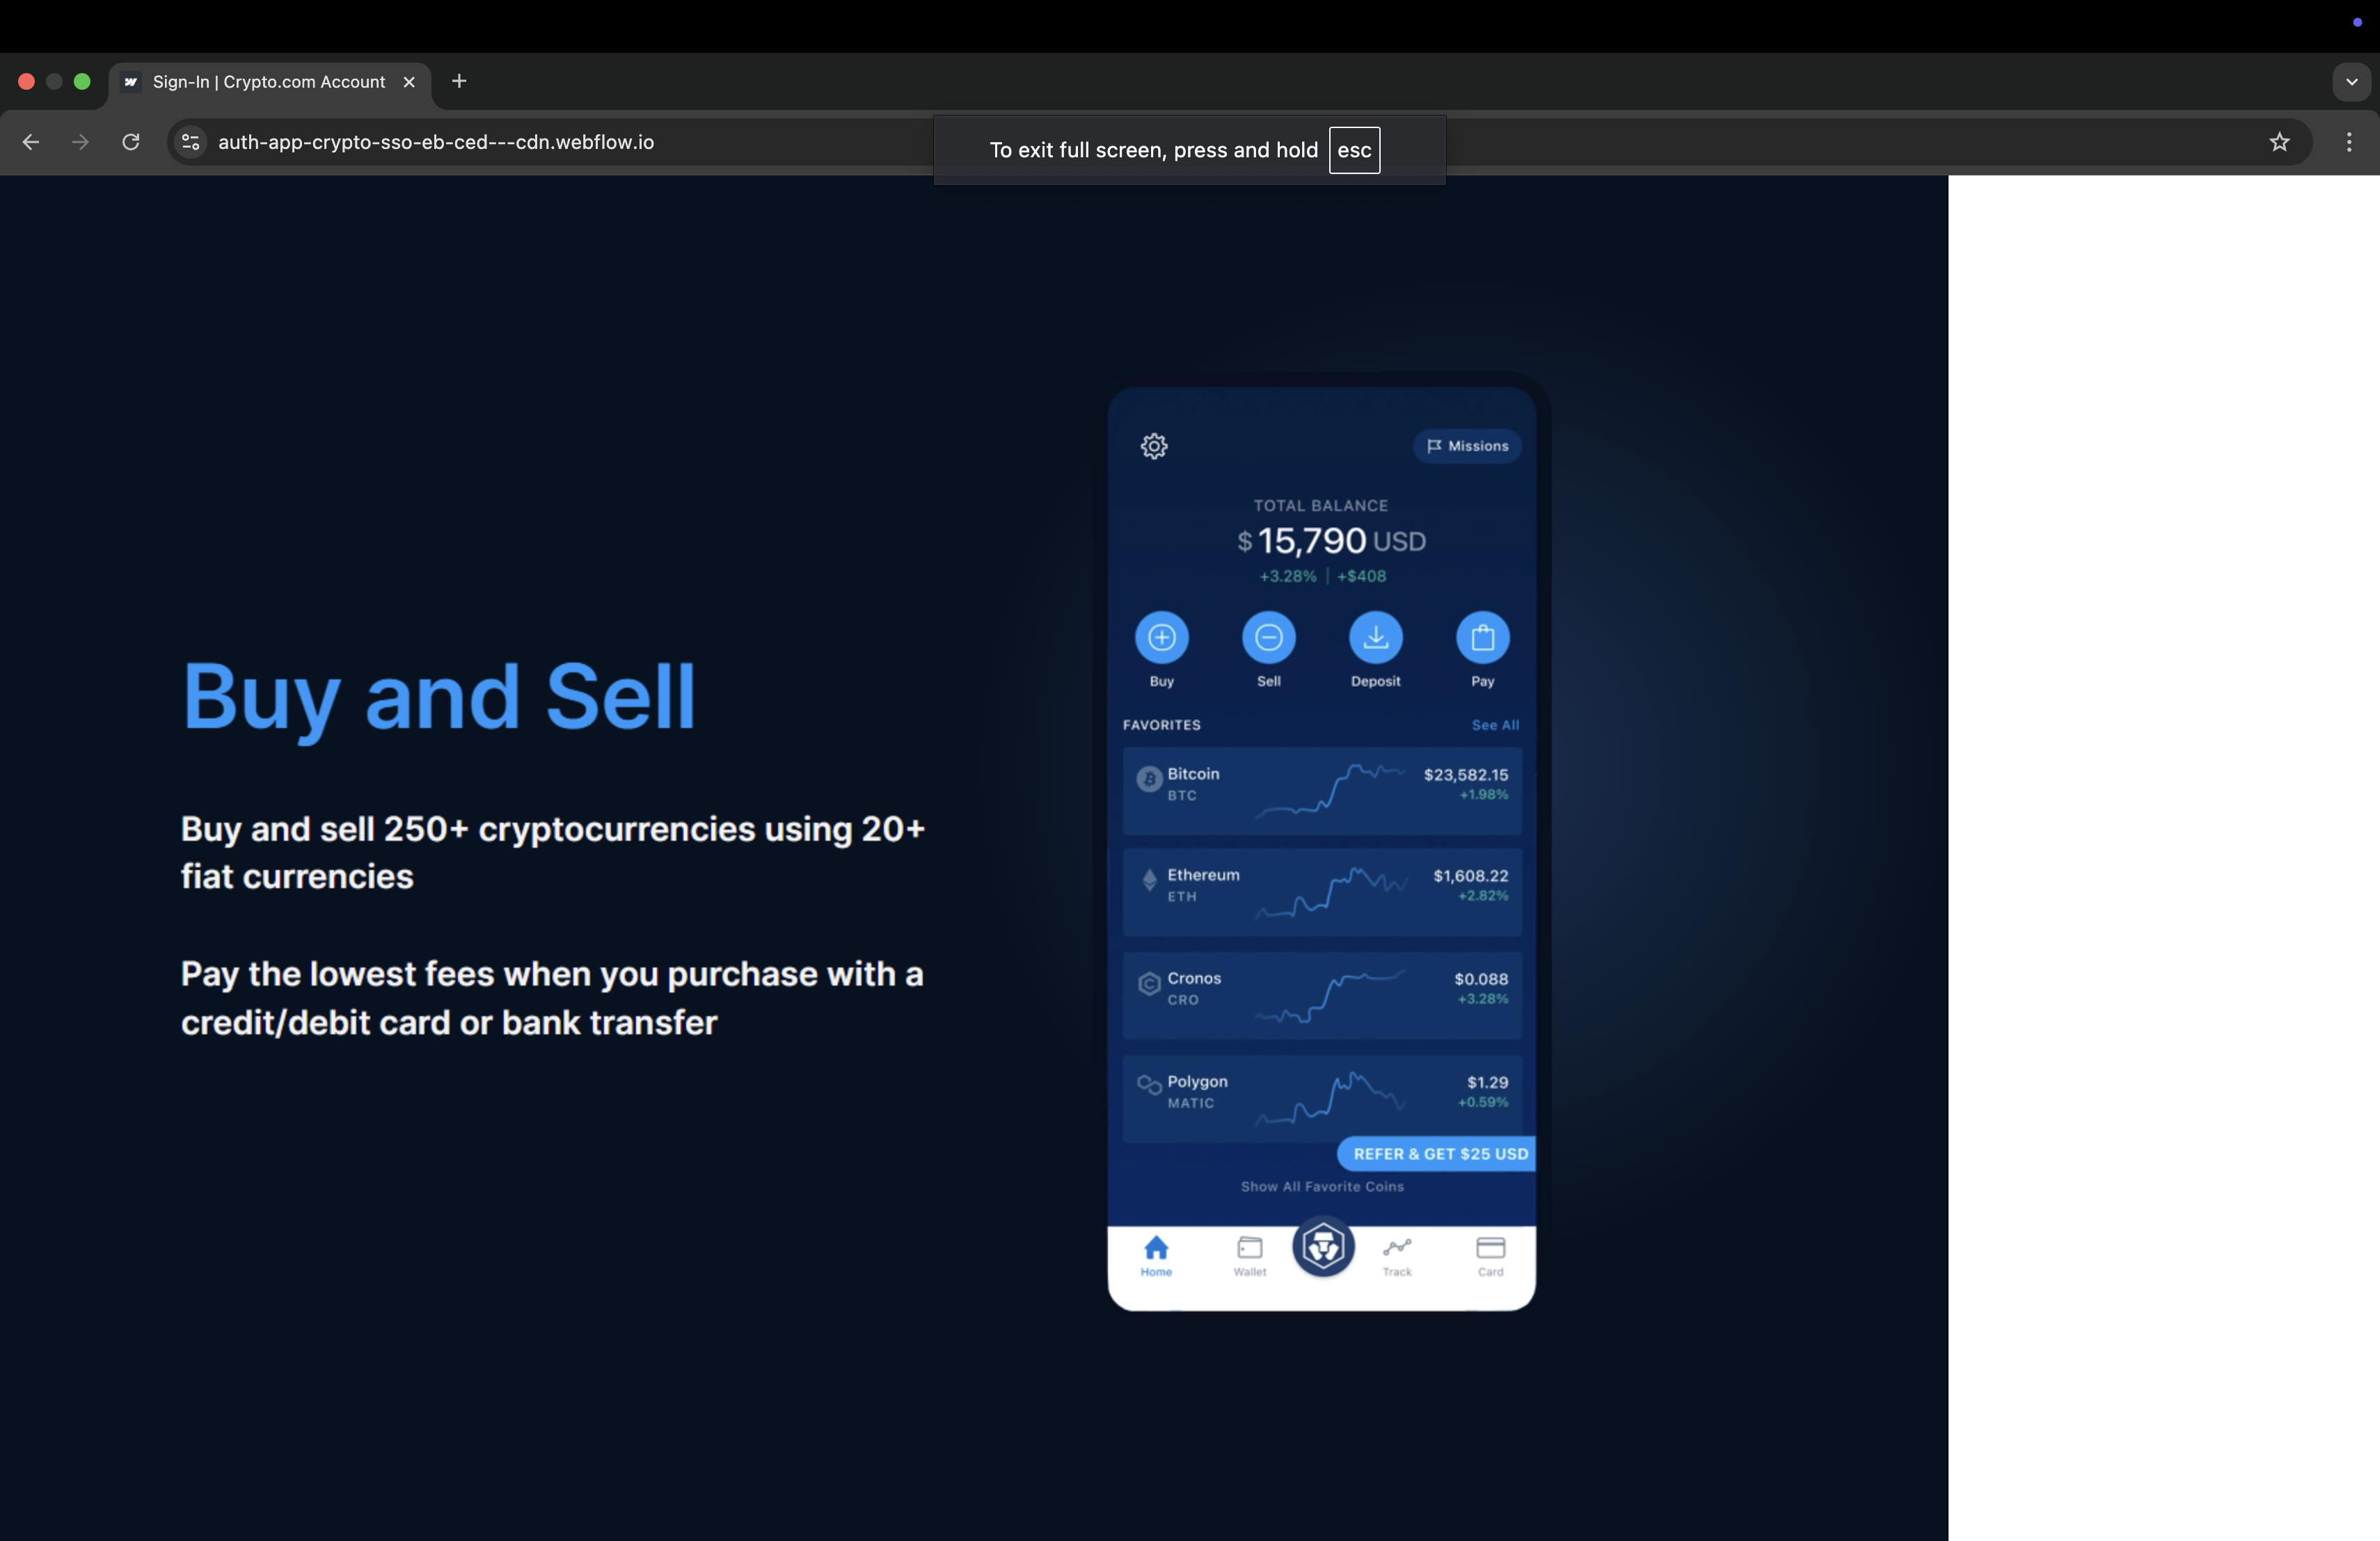 Sign-In | Crypto.com Account
auth-app-crypto-sso-eb-ced---cdn.webflow.io
To exit full screen, press and hold esc
Buy and Sell
Buy and sell 250+ cryptocurrencies using 20+
fiat currencies
Pay the lowest fees when you purchase with a
credit/debit card or bank transfer
Missions
TOTAL BALANCE
$ 15,790 USD
+3.28% | +$408
Buy Sell Deposit Pay
FAVORITES See All
Bitcoin $23,582.15
BTC +1.98%
Ethereum $1,608.22
ETH +2.82%
Cronos $0.088
CRO +3.28%
Polygon $1.29
MATIC +0.59%
REFER & GET $25 USD
Show All Favorite Coins
Home Wallet Track Card